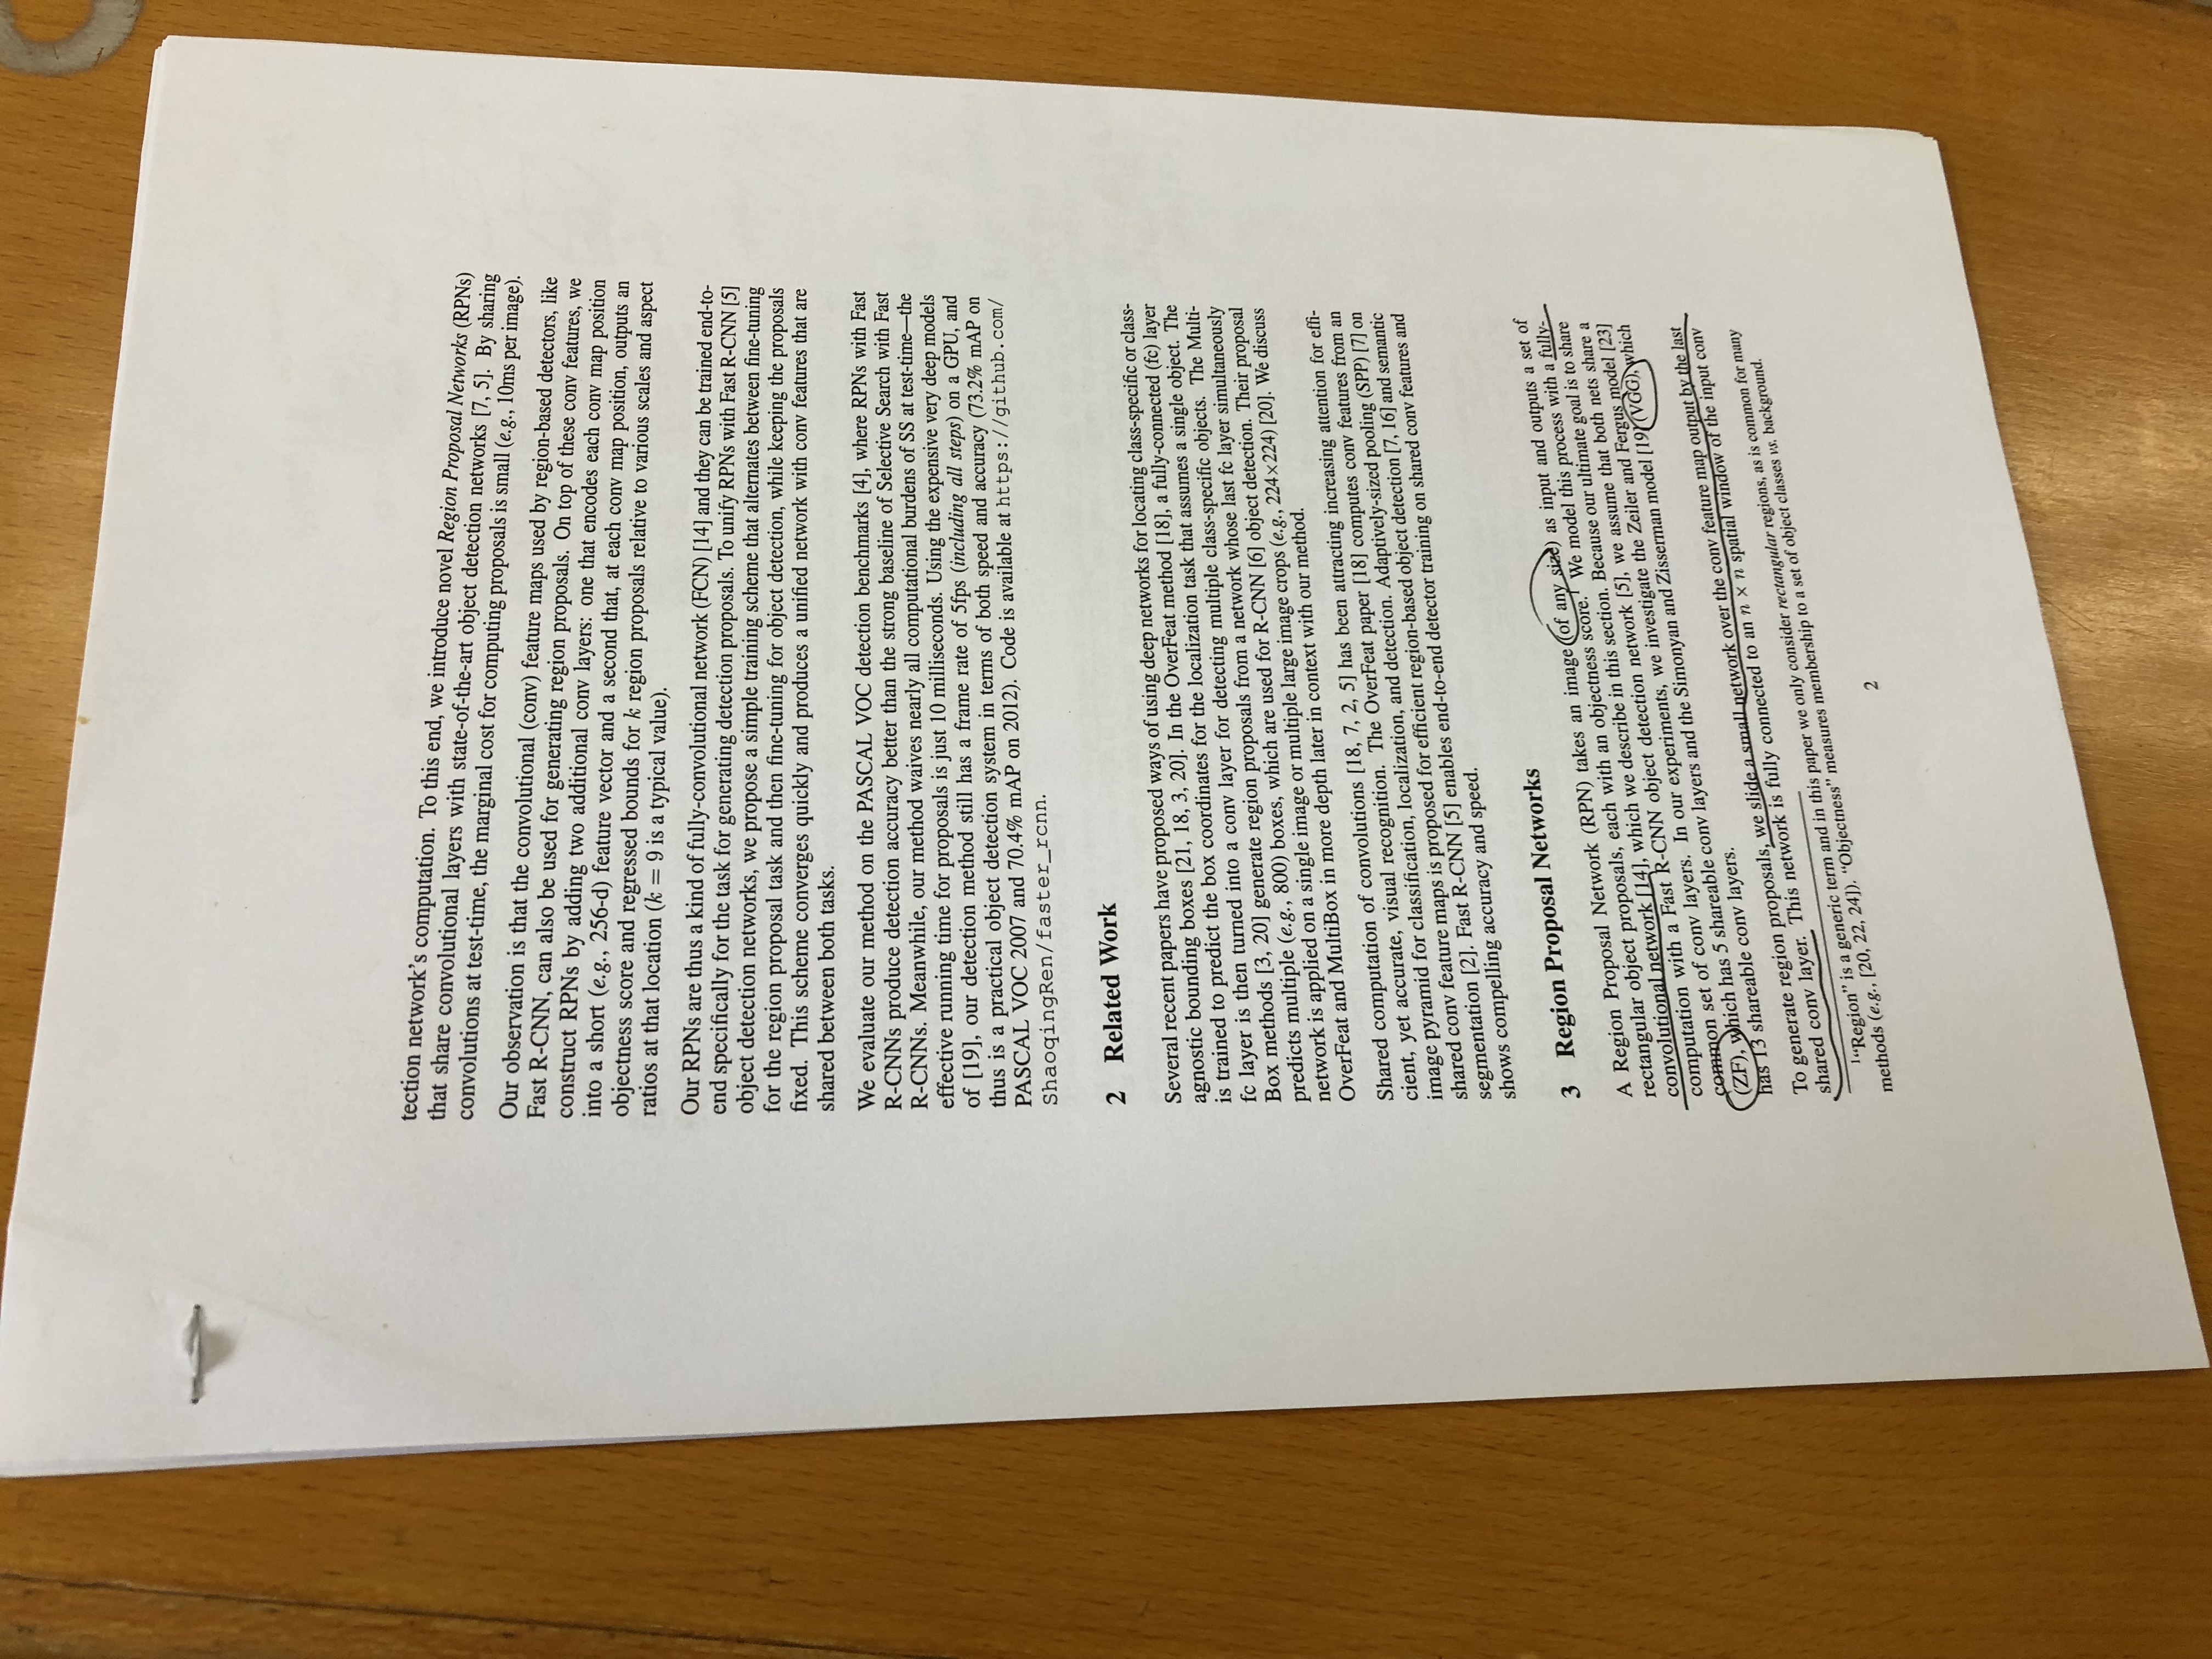 tection network's computation. To this end, we introduce novel Region Proposal Networks (RPNs)
that share convolutional layers with state-of-the-art object detection networks [7, 5]. By sharing
convolutions at test-time, the marginal cost for computing proposals is small (e.g., 10ms per image).
Our observation is that the convolutional (conv) feature maps used by region-based detectors, like
Fast R-CNN, can also be used for generating region proposals. On top of these conv features, we
construct RPNs by adding two additional conv layers: one that encodes each conv map position
into a short (e.g., 256-d) feature vector and a second that, at each conv map position, outputs an
objectness score and regressed bounds for k region proposals relative to various scales and aspect
ratios at that location (k = 9 is a typical value).
Our RPNs are thus a kind of fully-convolutional network (FCN) [14] and they can be trained end-to-
end specifically for the task for generating detection proposals. To unify RPNs with Fast R-CNN [5]
object detection networks, we propose a simple training scheme that alternates between fine-tuning
for the region proposal task and then fine-tuning for object detection, while keeping the proposals
fixed. This scheme converges quickly and produces a unified network with conv features that are
shared between both tasks.
We evaluate our method on the PASCAL VOC detection benchmarks [4], where RPNs with Fast
R-CNNs produce detection accuracy better than the strong baseline of Selective Search with Fast
R-CNNs. Meanwhile, our method waives nearly all computational burdens of SS at test-time—the
effective running time for proposals is just 10 milliseconds. Using the expensive very deep models
of [19], our detection method still has a frame rate of 5fps (including all steps) on a GPU, and
thus is a practical object detection system in terms of both speed and accuracy (73.2% mAP on
PASCAL VOC 2007 and 70.4% mAP on 2012). Code is available at https://github.com/
ShaoqingRen/faster_rcnn.
2 Related Work
Several recent papers have proposed ways of using deep networks for locating class-specific or class-
agnostic bounding boxes [21, 18, 3, 20]. In the OverFeat method [18], a fully-connected (fc) layer
is trained to predict the box coordinates for the localization task that assumes a single object. The
fc layer is then turned into a conv layer for detecting multiple class-specific objects. The Multi-
Box methods [3, 20] generate region proposals from a network whose last fc layer simultaneously
predicts multiple (e.g., 800) boxes, which are used for R-CNN [6] object detection. Their proposal
network is applied on a single image or multiple large image crops (e.g., 224×224) [20]. We discuss
OverFeat and MultiBox in more depth later in context with our method.
Shared computation of convolutions [18, 7, 2, 5] has been attracting increasing attention for effi-
cient, yet accurate, visual recognition. The OverFeat paper [18] computes conv features from an
image pyramid for classification, localization, and detection. Adaptively-sized pooling (SPP) [7] on
shared conv feature maps is proposed for efficient region-based object detection [7, 16] and semantic
segmentation [2]. Fast R-CNN [5] enables end-to-end detector training on shared conv features and
shows compelling accuracy and speed.
3 Region Proposal Networks
A Region Proposal Network (RPN) takes an image (of any size) as input and outputs a set of
rectangular object proposals, each with an objectness score.1 We model this process with a fully-
convolutional network [14], which we describe in this section. Because our ultimate goal is to share
computation with a Fast R-CNN object detection network [5], we assume that both nets share a
common set of conv layers. In our experiments, we investigate the Zeiler and Fergus model [23]
(ZF), which has 5 shareable conv layers and the Simonyan and Zisserman model [19] (VGG), which
has 13 shareable conv layers.
To generate region proposals, we slide a small network over the conv feature map output by the last
shared conv layer. This network is fully connected to an n × n spatial window of the input conv
1"Region" is a generic term and in this paper we only consider rectangular regions, as is common for many
methods (e.g., [20, 22, 24]). "Objectness" measures membership to a set of object classes vs. background.
2